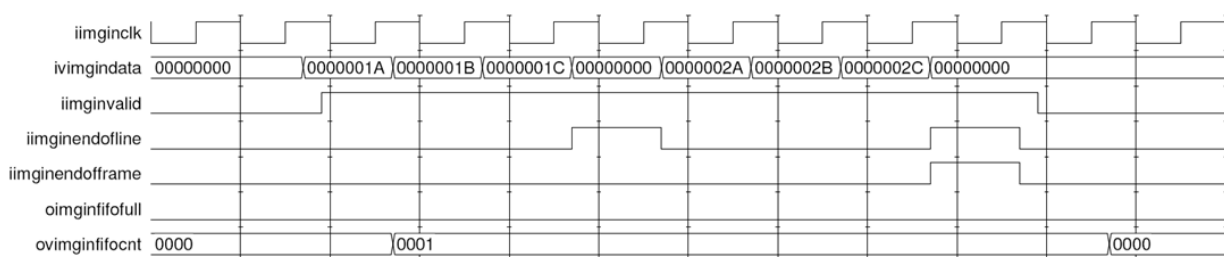 iimginclk
ivimgindata 00000000 0000001A 0000001B 0000001C 00000000 0000002A 0000002B 0000002C 00000000
iimginvalid
iimginendofline
iimginendofframe
oimginfifofull
ovimginfifocnt 0000 0001 0000